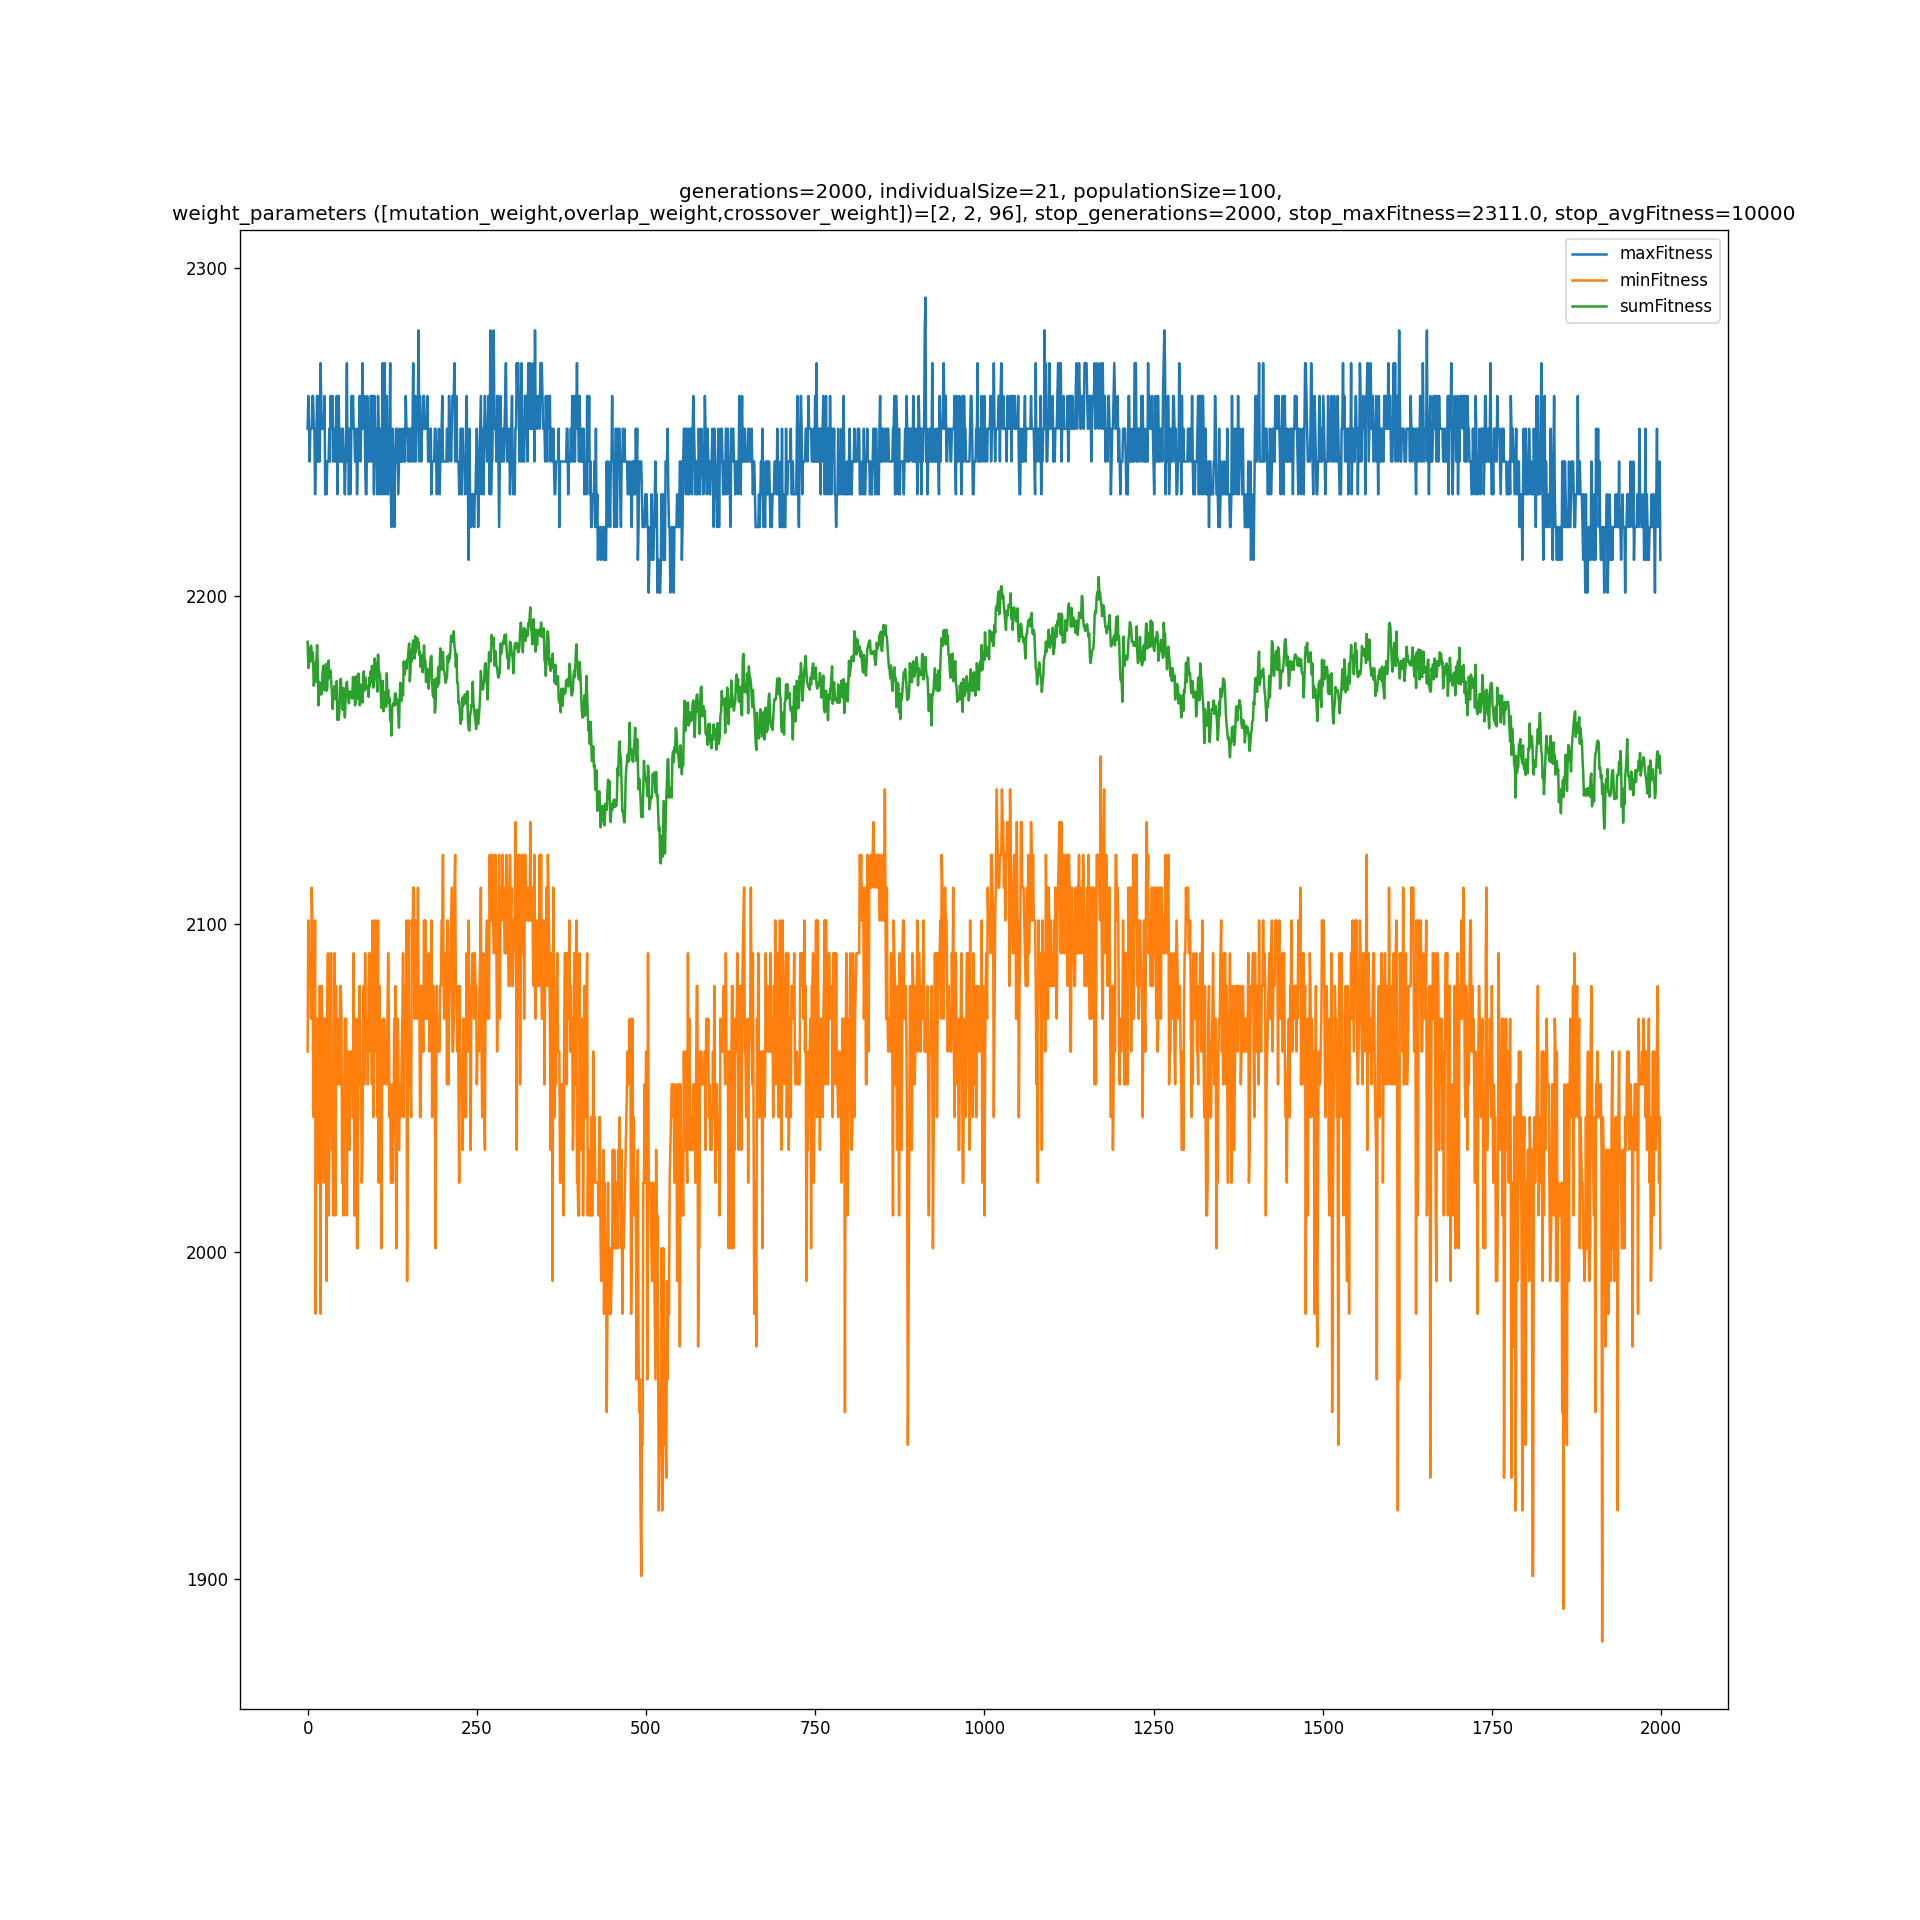 generations=2000, individualSize=21, populationSize=100,
weight_parameters ([mutation_weight,overlap_weight,crossover_weight])=[2, 2, 96], stop_generations=2000, stop_maxFitness=2311.0, stop_avgFitness=10000
maxFitness
minFitness
sumFitness
2300
2200
2100
2000
1900
0 250 500 750 1000 1250 1500 1750 2000